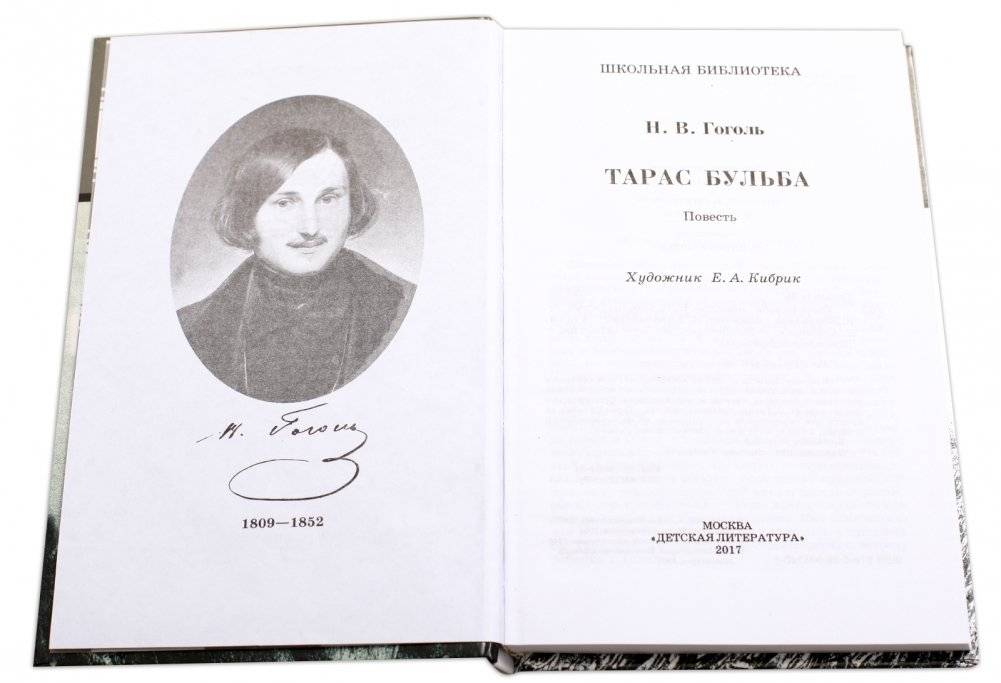 Н. Гоголь
1809—1852
ШКОЛЬНАЯ БИБЛИОТЕКА
Н. В. Гоголь
ТАРАС БУЛЬБА
Повесть
Художник Е. А. Кибрик
МОСКВА
«ДЕТСКАЯ ЛИТЕРАТУРА»
2017